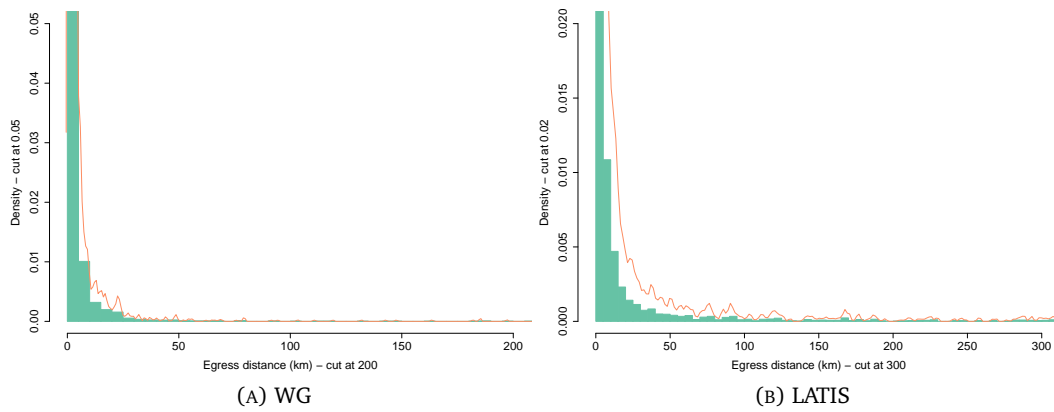 Density − cut at 0.05
0.05
0.04
0.03
0.02
0.01
0.00
0 50 100 150 200
Egress distance (km) − cut at 200
(A) WG
Density − cut at 0.02
0.020
0.015
0.010
0.005
0.000
0 50 100 150 200 250 300
Egress distance (km) − cut at 300
(B) LATIS